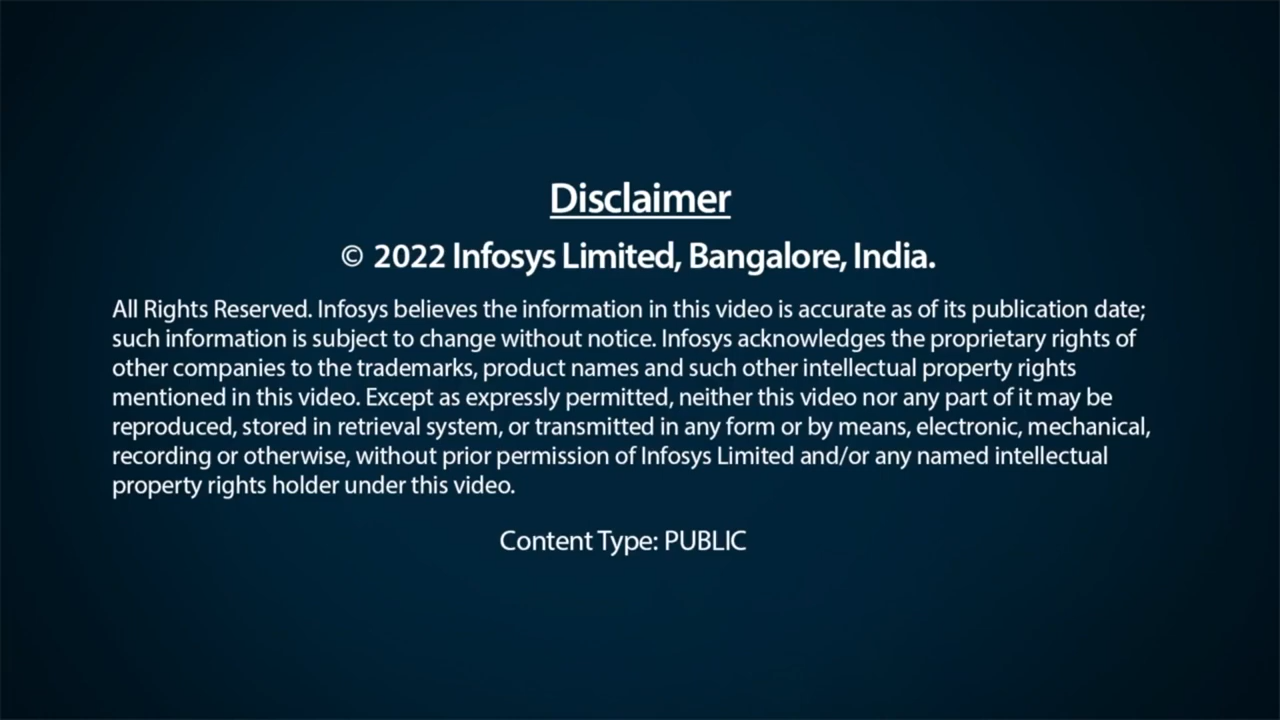 Disclaimer
© 2022 Infosys Limited, Bangalore, India.
All Rights Reserved. Infosys believes the information in this video is accurate as of its publication date;
such information is subject to change without notice. Infosys acknowledges the proprietary rights of
other companies to the trademarks, product names and such other intellectual property rights
mentioned in this video. Except as expressly permitted, neither this video nor any part of it may be
reproduced, stored in retrieval system, or transmitted in any form or by means, electronic, mechanical,
recording or otherwise, without prior permission of Infosys Limited and/or any named intellectual
property rights holder under this video.
Content Type: PUBLIC